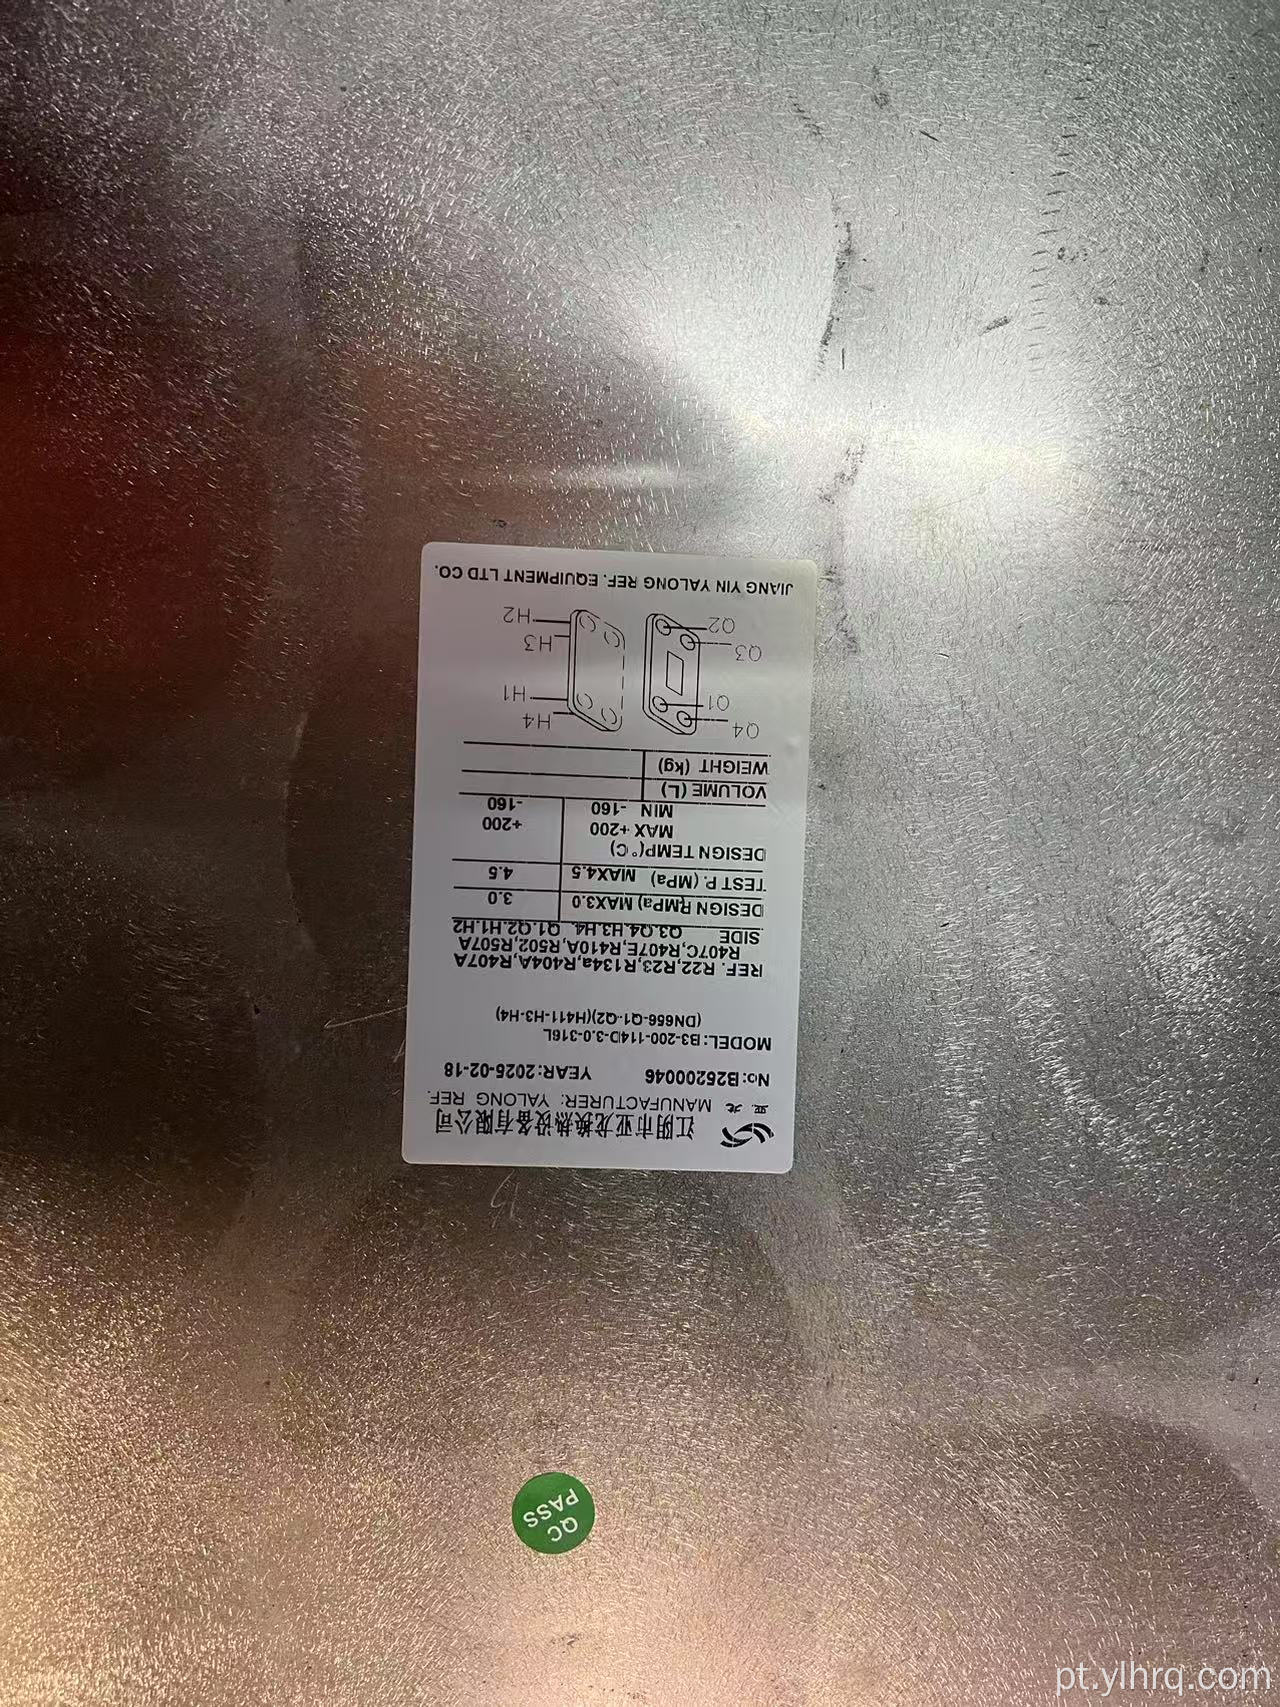 江阴市亚龙换热设备有限公司
亚 龙 MANUFACTURER: YALONG REF.
No:B25200046 YEAR:2025-02-18
MODEL: B3-200-114D-3.0-316L
(DN656-Q1-Q2)(H411-H3-H4)
REF. R22,R23,R134a,R404A,R407A
R407C,R407E,R410A,R502,R507A
SIDE Q3.Q4.H3.H4 Q1.Q2.H1.H2
DESIGN P.(MPa) MAX3.0 3.0
TEST P. (MPa) MAX4.5 4.5
DESIGN TEMP(°C)
MAX +200 +200
MIN -160 -160
VOLUME (L)
WEIGHT (kg)
Q4 H4
Q1 H1
Q3 H3
Q2 H2
JIANG YIN YALONG REF. EQUIPMENT LTD CO.
QC
PASS
pt.ylhrq.com